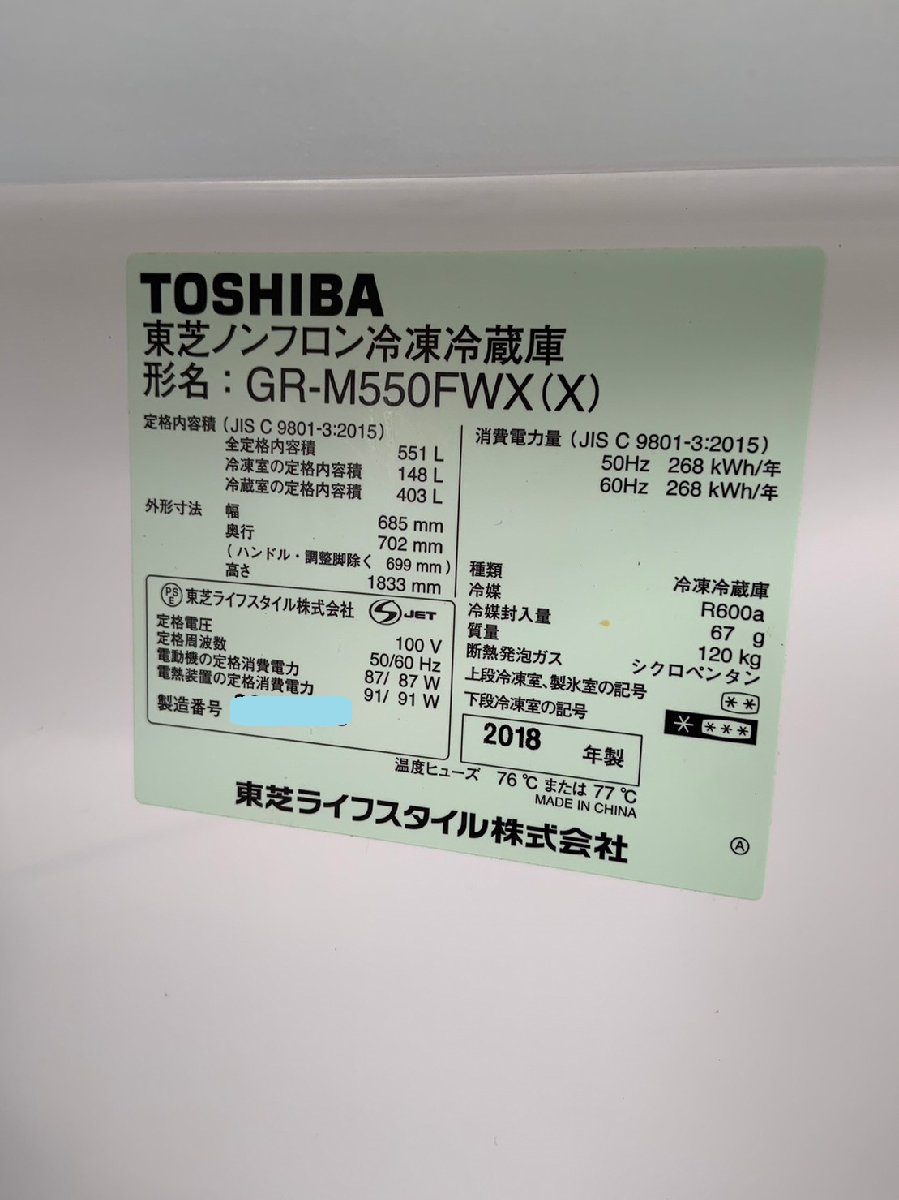 TOSHIBA
東芝ノンフロン冷凍冷蔵庫
形名：GR-M550FWX(X)
定格内容積 (JIS C 9801-3:2015)
全定格内容積 551 L
冷凍室の定格内容積 148 L
冷蔵室の定格内容積 403 L
外形寸法 幅 685 mm
奥行 702 mm
(ハンドル・調整脚除く 699 mm)
高さ 1833 mm
PSE 東芝ライフスタイル株式会社 JET
定格電圧 100 V
定格周波数 50/60 Hz
電動機の定格消費電力 87/ 87 W
電熱装置の定格消費電力 91/ 91 W
製造番号
消費電力量 (JIS C 9801-3:2015)
50Hz 268 kWh/年
60Hz 268 kWh/年
種類 冷凍冷蔵庫
冷媒 R600a
冷媒封入量 67 g
質量 120 kg
断熱発泡ガス シクロペンタン
上段冷凍室、製氷室の記号 **
下段冷凍室の記号 * ***
2018 年製
温度ヒューズ 76 ℃ または 77 ℃
MADE IN CHINA
東芝ライフスタイル株式会社
A